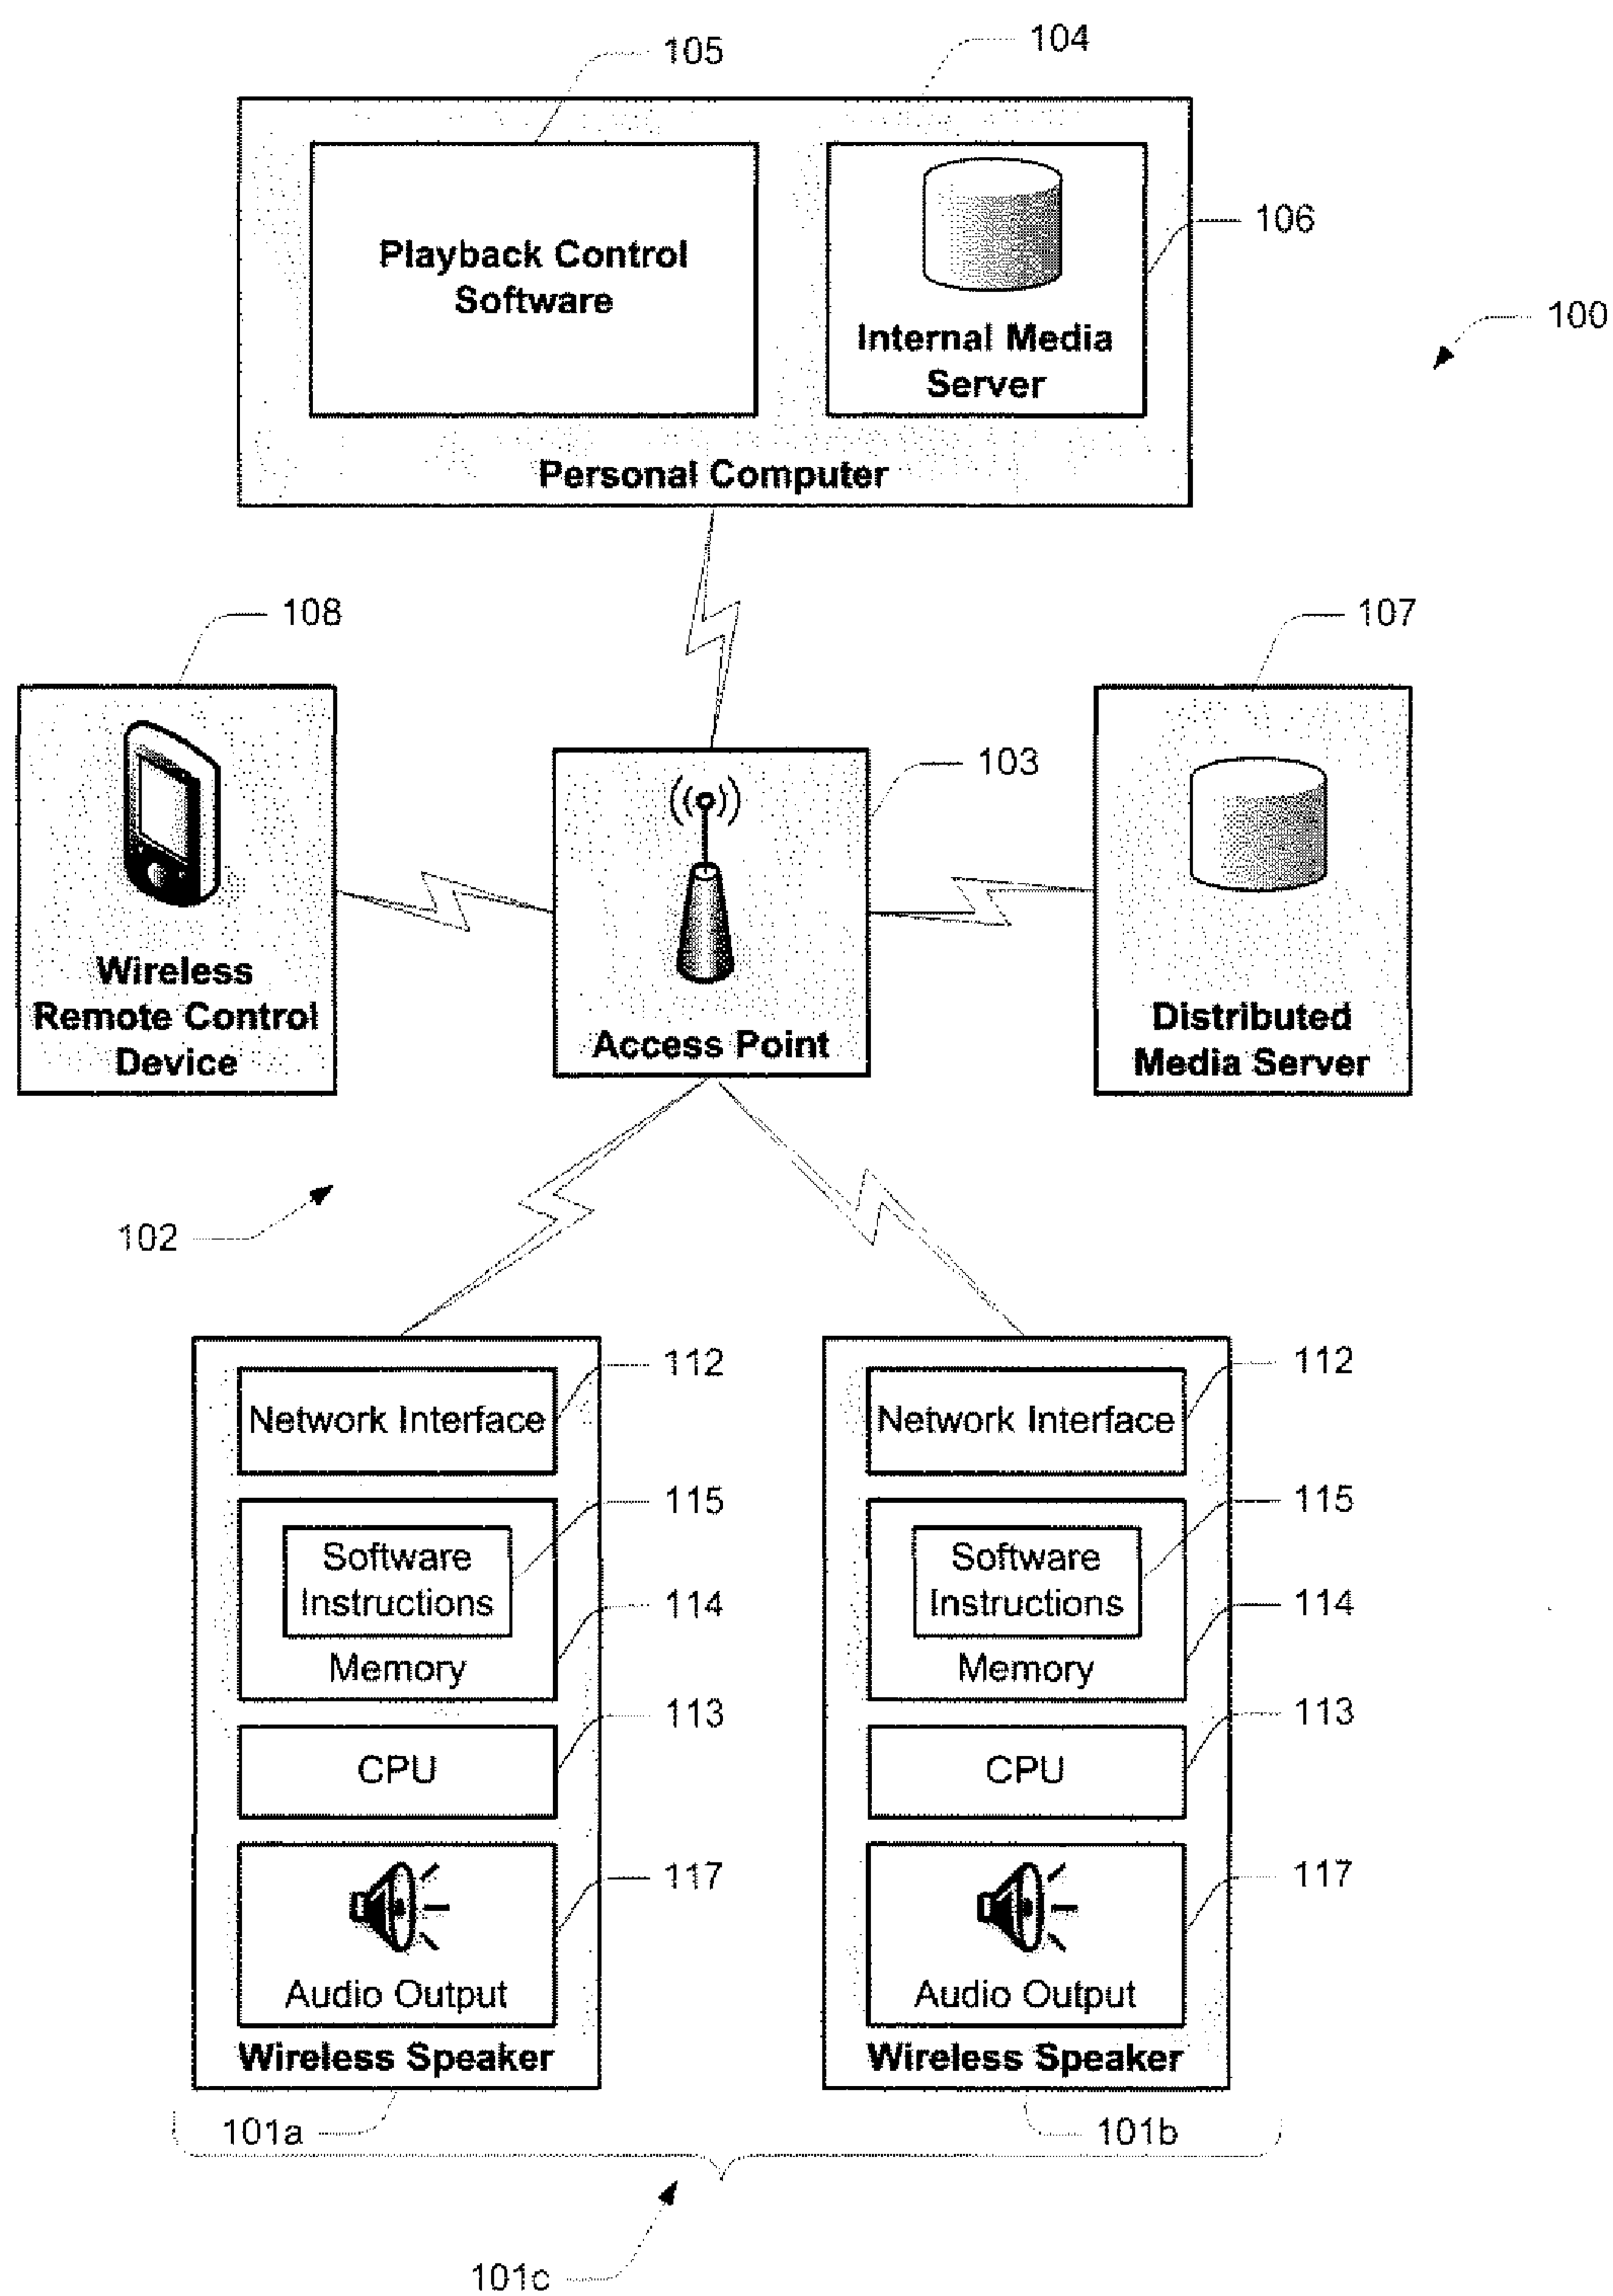 105
104
Playback Control
Software
106
Internal Media
Server
100
Personal Computer
108
107
103
Wireless
Remote Control
Device
Access Point
Distributed
Media Server
102
Network Interface
112
Network Interface
112
Software
Instructions
115
Memory
114
Software
Instructions
115
Memory
114
CPU
113
CPU
113
117
Audio Output
117
Audio Output
Wireless Speaker
Wireless Speaker
101a
101b
101c